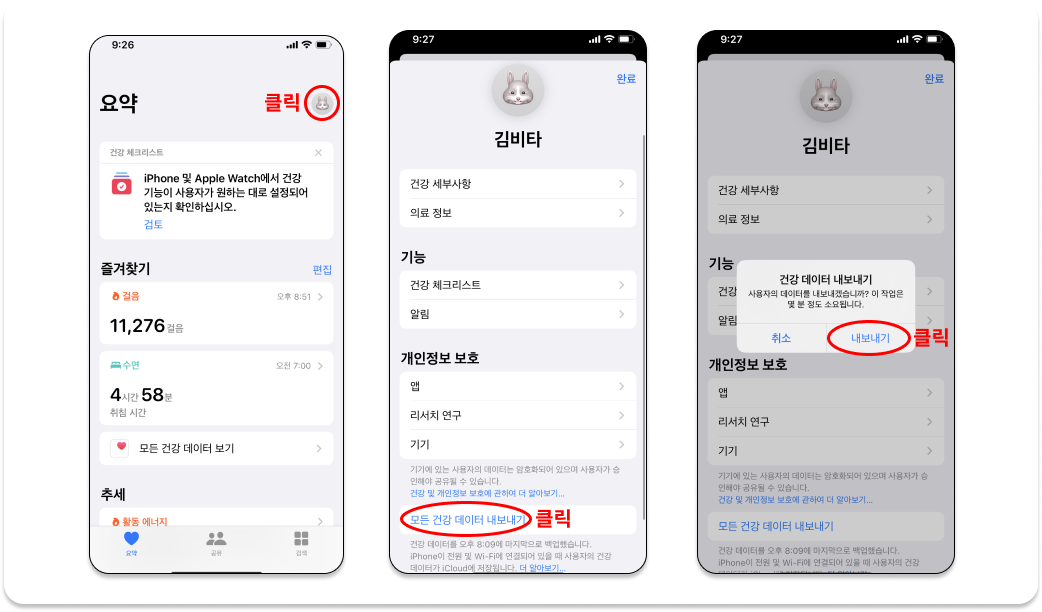 9:26
요약
클릭
건강 체크리스트
iPhone 및 Apple Watch에서 건강
기능이 사용자가 원하는 대로 설정되어
있는지 확인하십시오.
검토
즐겨찾기
편집
걸음
오후 8:51
11,276걸음
수면
오전 7:00
4시간 58분
취침 시간
모든 건강 데이터 보기
추세
활동 에너지
요약
공유
검색
9:27
완료
김비타
건강 세부사항
의료 정보
기능
건강 체크리스트
알림
개인정보 보호
앱
리서치 연구
기기
기기에 있는 사용자의 데이터는 암호화되어 있으며 사용자가 승
인해야 공유될 수 있습니다.
건강 및 개인정보 보호에 관하여 더 알아보기...
모든 건강 데이터 내보내기
클릭
건강 데이터를 오후 8:09에 마지막으로 백업했습니다.
iPhone이 전원 및 Wi-Fi에 연결되어 있을 때 사용자의 건강
데이터가 iCloud에 저장됩니다. 더 알아보기...
9:27
완료
김비타
건강 세부사항
의료 정보
기능
건강
알림
건강 데이터 내보내기
사용자의 데이터를 내보내겠습니까? 이 작업은
몇 분 정도 소요됩니다.
취소
내보내기
클릭
개인정보 보호
앱
리서치 연구
기기
기기에 있는 사용자의 데이터는 암호화되어 있으며 사용자가 승
인해야 공유될 수 있습니다.
건강 및 개인정보 보호에 관하여 더 알아보기...
모든 건강 데이터 내보내기
건강 데이터를 오후 8:09에 마지막으로 백업했습니다.
iPhone이 전원 및 Wi-Fi에 연결되어 있을 때 사용자의 건강